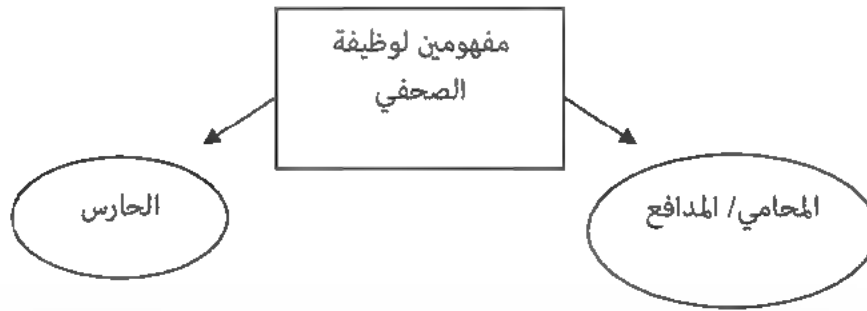 مفهومين لوظيفة
الصحفي
المحامي/ المدافع
الحارس